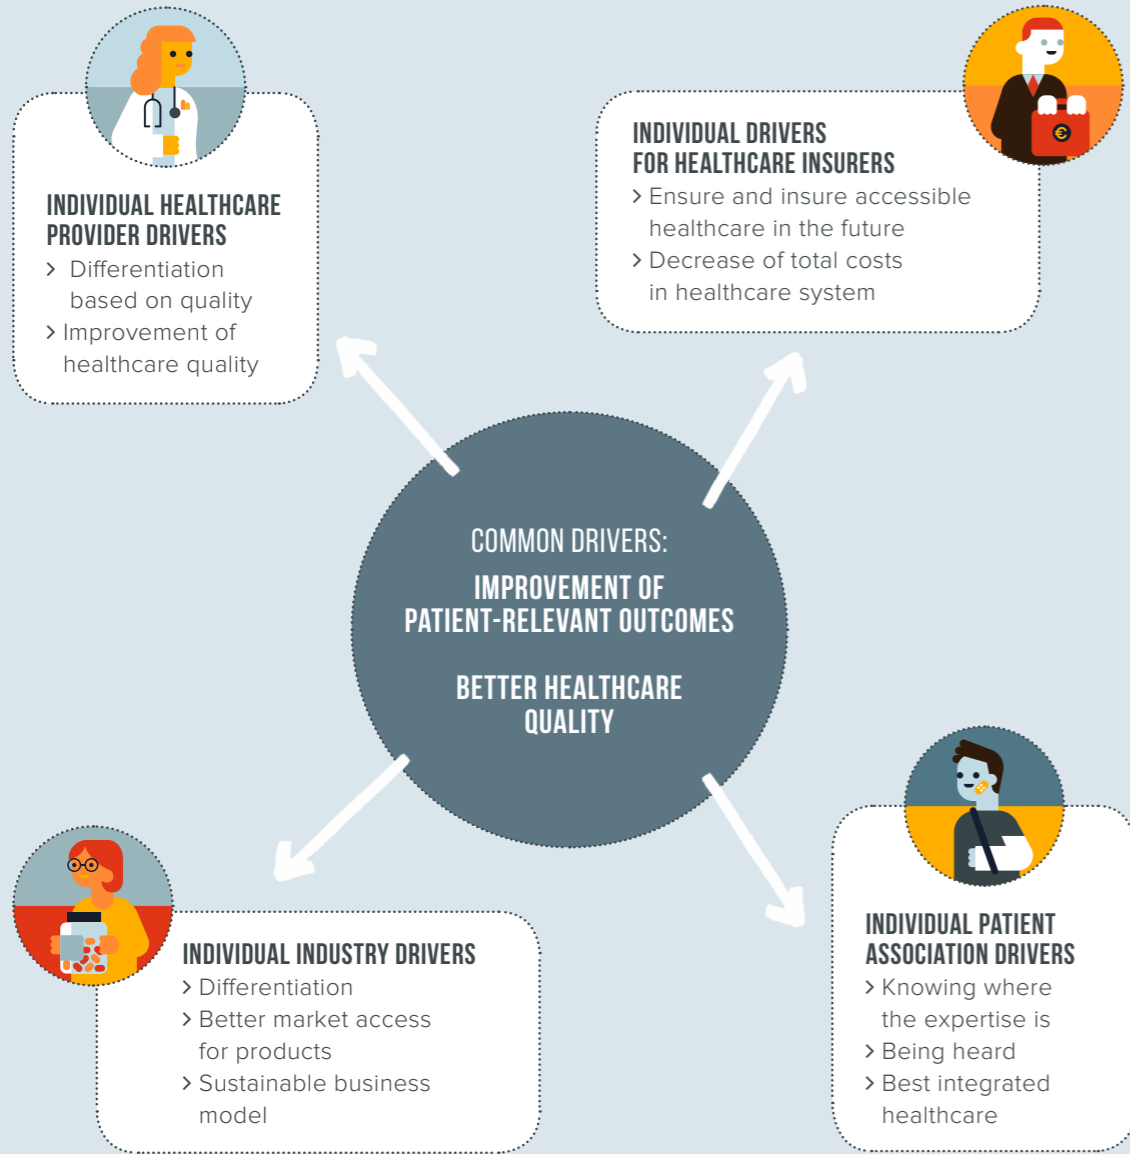 INDIVIDUAL HEALTHCARE
PROVIDER DRIVERS
> Differentiation
based on quality
> Improvement of
healthcare quality
INDIVIDUAL DRIVERS
FOR HEALTHCARE INSURERS
> Ensure and insure accessible
healthcare in the future
> Decrease of total costs
in healthcare system
€
COMMON DRIVERS:
IMPROVEMENT OF
PATIENT-RELEVANT OUTCOMES
BETTER HEALTHCARE
QUALITY
INDIVIDUAL INDUSTRY DRIVERS
> Differentiation
> Better market access
for products
> Sustainable business
model
INDIVIDUAL PATIENT
ASSOCIATION DRIVERS
> Knowing where
the expertise is
> Being heard
> Best integrated
healthcare